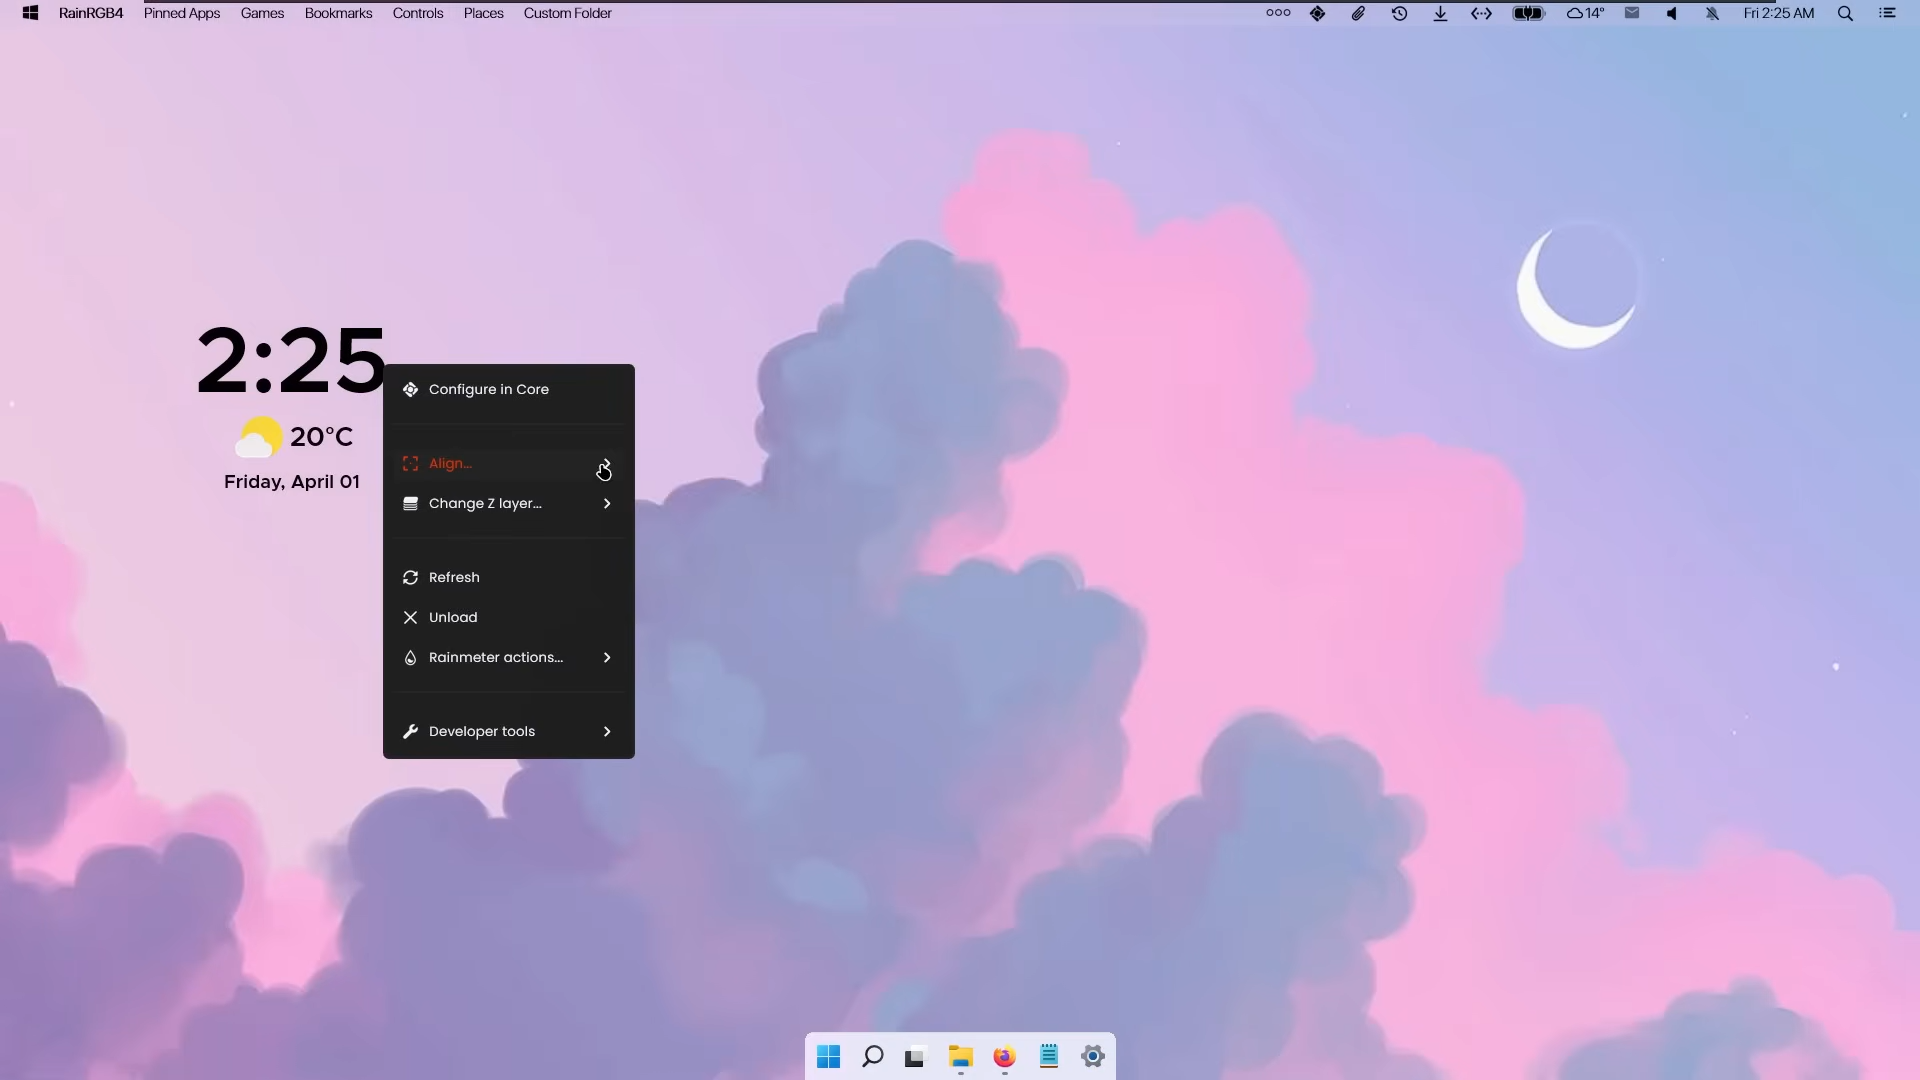 RainRGB4 Pinned Apps Games Bookmarks Controls Places Custom Folder 14° Fri 2:25 AM
2:25
20°C
Friday, April 01
Configure in Core
Align...
Change Z layer...
Refresh
Unload
Rainmeter actions...
Developer tools